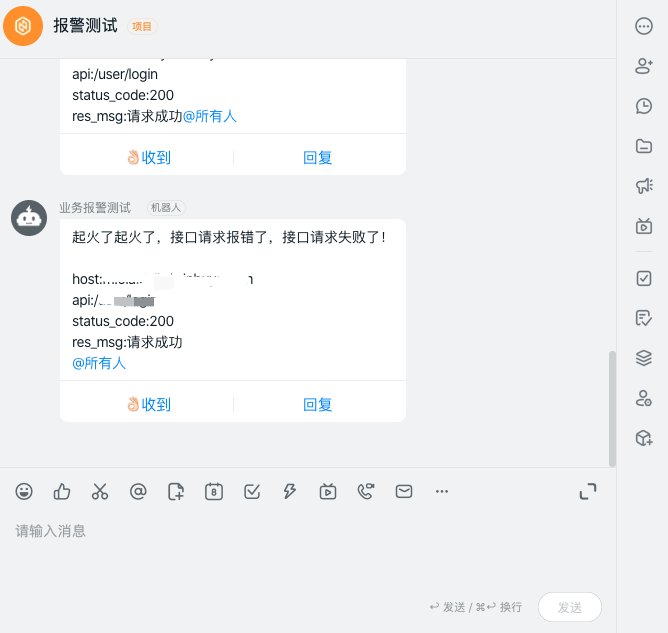 报警测试 项目
api:/user/login
status_code:200
res_msg:请求成功@所有人
👌收到 回复
业务报警测试 机器人
起火了起火了，接口请求报错了，接口请求失败了！
host:
api:/
status_code:200
res_msg:请求成功
@所有人
👌收到 回复
8
请输入消息
↩ 发送 / ⌘↩ 换行 发送